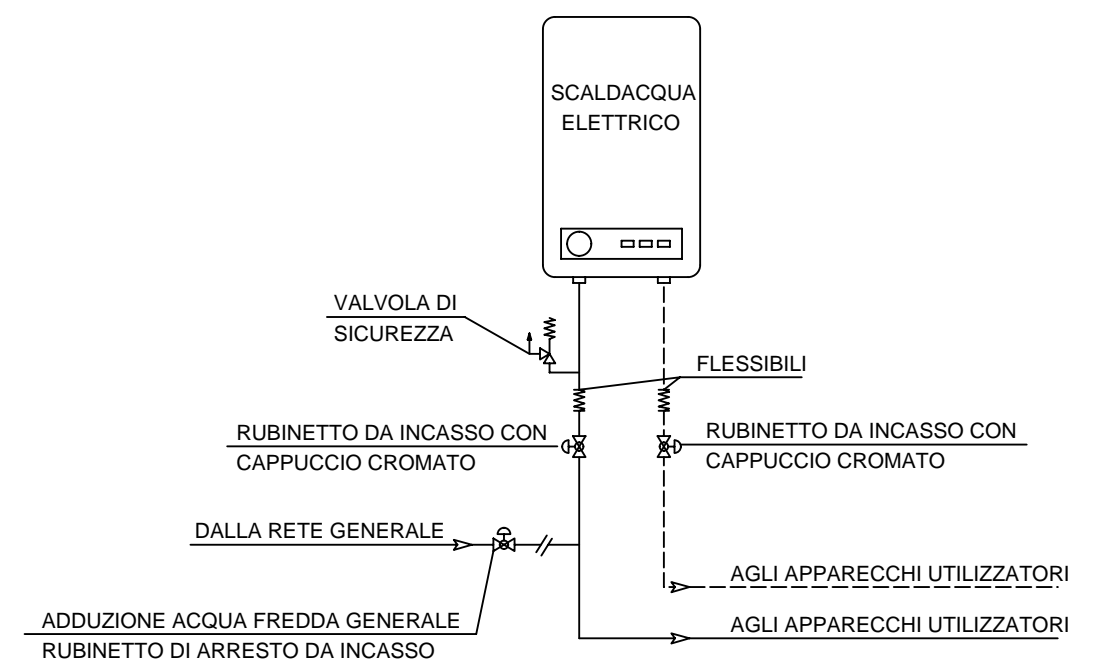 SCALDACQUA
ELETTRICO
VALVOLA DI
SICUREZZA
FLESSIBILI
RUBINETTO DA INCASSO CON
CAPPUCCIO CROMATO
RUBINETTO DA INCASSO CON
CAPPUCCIO CROMATO
DALLA RETE GENERALE
AGLI APPARECCHI UTILIZZATORI
ADDUZIONE ACQUA FREDDA GENERALE
RUBINETTO DI ARRESTO DA INCASSO
AGLI APPARECCHI UTILIZZATORI